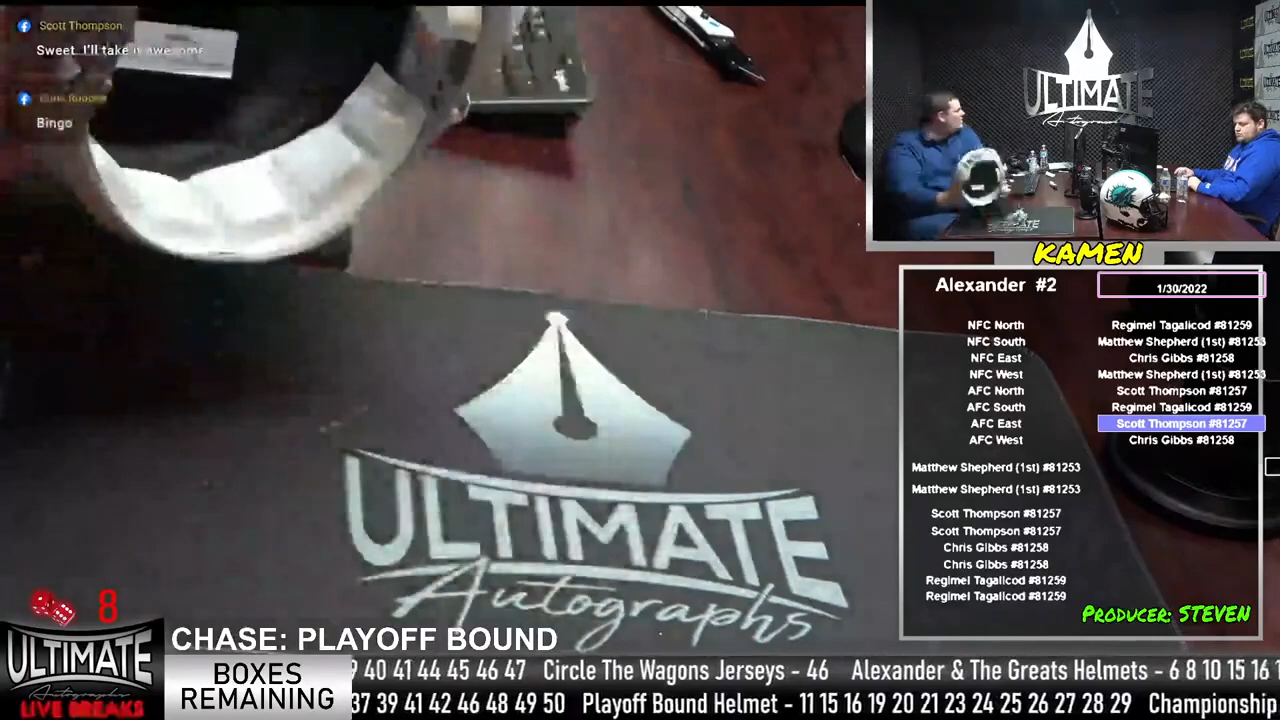 Scott Thompson
Sweet. I'll take it awesome
Bingo
ULTIMATE
Autographs
KAMEN
Alexander #2
1/30/2022
NFC North Regimel Tagalicod #81259
NFC South Matthew Shepherd (1st) #81253
NFC East Chris Gibbs #81258
NFC West Matthew Shepherd (1st) #81253
AFC North Scott Thompson #81257
AFC South Regimel Tagalicod #81259
AFC East Scott Thompson #81257
AFC West Chris Gibbs #81258
Matthew Shepherd (1st) #81253
Matthew Shepherd (1st) #81253
Scott Thompson #81257
Scott Thompson #81257
Chris Gibbs #81258
Chris Gibbs #81258
Regimel Tagalicod #81259
Regimel Tagalicod #81259
PRODUCER: STEVEN
ULTIMATE
Autographs
8
ULTIMATE
Autographs
LIVE BREAKS
CHASE: PLAYOFF BOUND
BOXES
REMAINING
9 40 41 44 45 46 47 Circle The Wagons Jerseys - 46 Alexander & The Greats Helmets - 6 8 10 15 16 1
37 39 41 42 46 48 49 50 Playoff Bound Helmet - 11 15 16 19 20 21 23 24 25 26 27 28 29 Championship